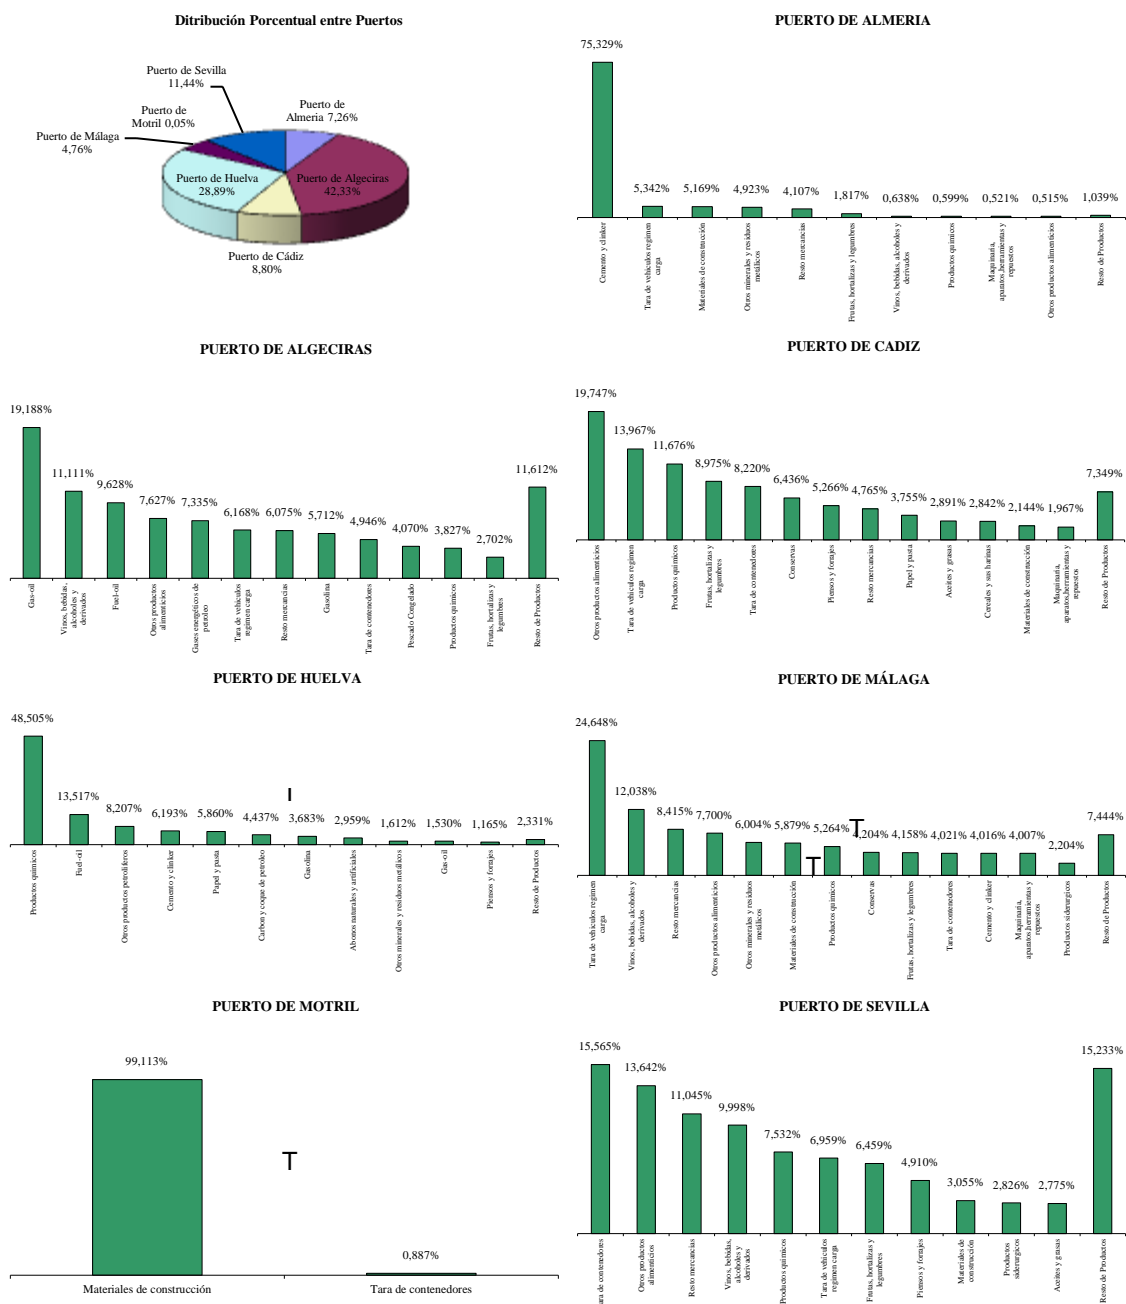 Ditribución Porcentual entre Puertos
Puerto de Sevilla
11,44%
Puerto de
Almeria 7,26%
Puerto de
Motril 0,05%
Puerto de Málaga
4,76%
Puerto de Huelva
28,89%
Puerto de Algeciras
42,33%
Puerto de Cádiz
8,80%
PUERTO DE ALMERIA
75,329%
5,342%
5,169%
4,923%
4,107%
1,817%
0,638%
0,599%
0,521%
0,515%
1,039%
Cemento y clinker
Tara de vehículos regimen
carga
Materiales de construcción
Otros minerales y residuos
metálicos
Resto mercancias
Frutas, hortalizas y legumbres
Vinos, bebidas, alcoholes y
derivados
Productos quimicos
Maquinaria,
aparatos,herramientas y
repuestos
Otros productos alimenticios
Resto de Productos
PUERTO DE ALGECIRAS
19,188%
11,111%
9,628%
7,627%
7,335%
6,168%
6,075%
5,712%
4,946%
4,070%
3,827%
2,702%
11,612%
Gas-oil
Vinos, bebidas,
alcoholes y
derivados
Fuel-oil
Otros productos
alimenticios
Gases energéticos de
petroleo
Tara de vehículos
regimen carga
Resto mercancias
Gasolina
Tara de contenedores
Pescado Congelado
Productos quimicos
Frutas, hortalizas y
legumbres
Resto de Productos
PUERTO DE CADIZ
19,747%
13,967%
11,676%
8,975%
8,220%
6,436%
5,266%
4,765%
3,755%
2,891%
2,842%
2,144%
1,967%
7,349%
Otros productos alimenticios
Tara de vehículos regimen
carga
Productos quimicos
Frutas, hortalizas y
legumbres
Tara de contenedores
Conservas
Piensos y forrajes
Resto mercancias
Papel y pasta
Aceites y grasas
Cereales y sus harinas
Materiales de construcción
Maquinaria,
aparatos,herramientas y
repuestos
Resto de Productos
PUERTO DE HUELVA
48,505%
13,517%
8,207%
6,193%
5,860%
4,437%
3,683%
2,959%
1,612%
1,530%
1,165%
2,331%
Productos quimicos
Fuel-oil
Otros productos petrolíferos
Cemento y clinker
Papel y pasta
Carbon y coque de petroleo
Gasolina
Abonos naturales y artificiales
Otros minerales y residuos metálicos
Gas-oil
Piensos y forrajes
Resto de Productos
PUERTO DE MÁLAGA
24,648%
12,038%
8,415%
7,700%
6,004%
5,879%
5,264%
4,204%
4,158%
4,021%
4,016%
4,007%
2,204%
7,444%
T
T
Tara de vehículos regimen
carga
Vinos, bebidas, alcoholes y
derivados
Resto mercancias
Otros productos alimenticios
Otros minerales y residuos
metálicos
Materiales de construcción
Productos quimicos
Conservas
Frutas, hortalizas y legumbres
Tara de contenedores
Cemento y clinker
Maquinaria,
aparatos,herramientas y
repuestos
Productos siderurgicos
Resto de Productos
PUERTO DE MOTRIL
99,113%
T
0,887%
Materiales de construcción
Tara de contenedores
PUERTO DE SEVILLA
15,565%
13,642%
11,045%
9,998%
7,532%
6,959%
6,459%
4,910%
3,055%
2,826%
2,775%
15,233%
Tara de contenedores
Otros productos
alimenticios
Resto mercancias
Vinos, bebidas,
alcoholes y
derivados
Productos quimicos
Tara de vehículos
regimen carga
Frutas, hortalizas y
legumbres
Piensos y forrajes
Materiales de
construcción
Productos
siderurgicos
Aceites y grasas
Resto de Productos